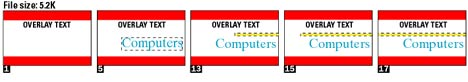 File size: 5.2K
OVERLAY TEXT
1
OVERLAY TEXT
Computers
5
OVERLAY TEXT
Computers
13
OVERLAY TEXT
Computers
15
OVERLAY TEXT
Computers
17